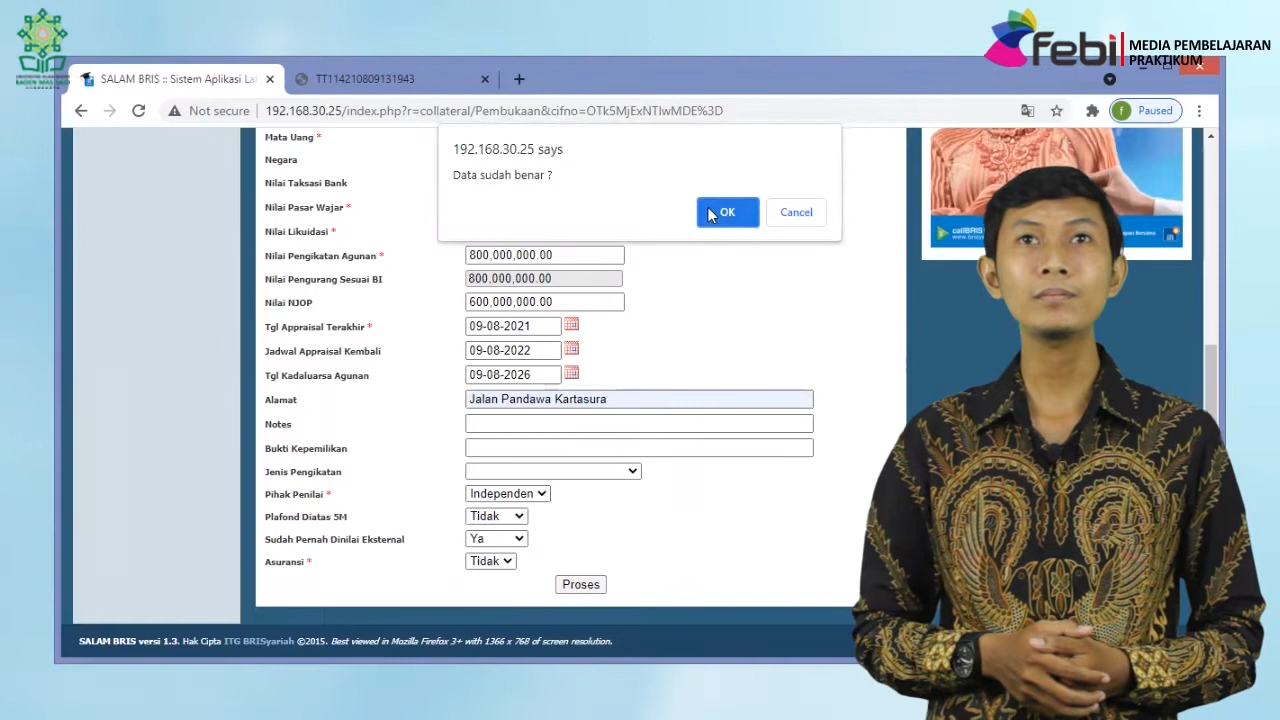 febi
MEDIA PEMBELAJARAN
PRAKTIKUM
SALAM BRIS :: Sistem Aplikasi Lat
TT114210809131943
Not secure
192.168.30.25/index.php?r=collateral/Pembukaan&cifno=OTk5MjExNTIwMDE%3D
f
Paused
192.168.30.25 says
Data sudah benar ?
OK
Cancel
Mata Uang *
Negara
Nilai Taksasi Bank
Nilai Pasar Wajar *
Nilai Likuidasi *
Nilai Pengikatan Agunan * 800,000,000.00
Nilai Pengurang Sesuai BI 800,000,000.00
Nilai NJOP 600,000,000.00
Tgl Appraisal Terakhir * 09-08-2021
Jadwal Appraisal Kembali 09-08-2022
Tgl Kadaluarsa Agunan 09-08-2026
Alamat Jalan Pandawa Kartasura
Notes
Bukti Kepemilikan
Jenis Pengikatan
Pihak Penilai * Independen
Plafond Diatas 5M Tidak
Sudah Pernah Dinilai Eksternal Ya
Asuransi * Tidak
Proses
SALAM BRIS versi 1.3. Hak Cipta ITG BRISyariah ©2015. Best viewed in Mozilla Firefox 3+ with 1366 x 768 of screen resolution.
callBRIS